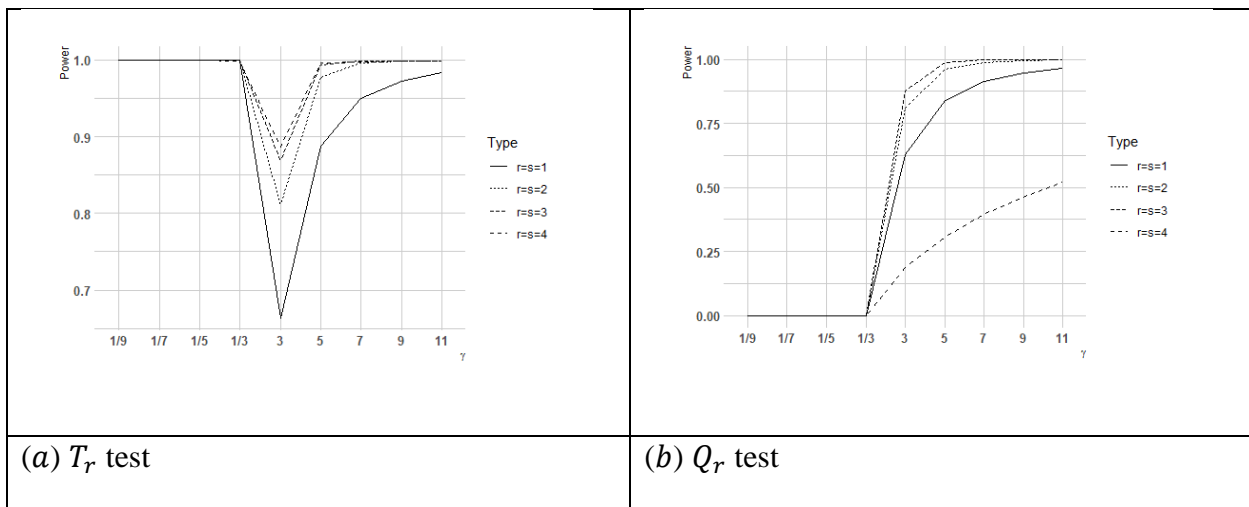 Power
1.0
0.9
0.8
0.7
1/9 1/7 1/5 1/3 3 5 7 9 11
γ
Type
r=s=1
r=s=2
r=s=3
r=s=4
(a) Tr test
Power
1.00
0.75
0.50
0.25
0.00
1/9 1/7 1/5 1/3 3 5 7 9 11
γ
Type
r=s=1
r=s=2
r=s=3
r=s=4
(b) Qr test